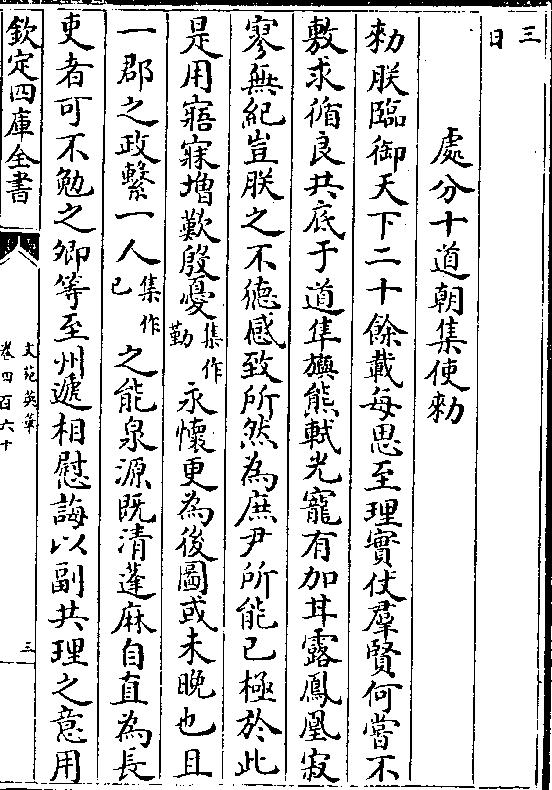 三日
處分十道朝集使勑
勑朕臨御天下二十餘載每思至理實仗羣賢何嘗不
敷求循良共底于道隼旟熊軾光寵有加甘露鳳凰寂
寥無紀豈朕之不德感致所然為庶尹所能已極於此
是用寤寐增歎殷憂集作勤永懷更為後圖或未晚也且
一郡之政繫一人集作已之能泉源既清蓬麻自直為長
吏者可不勉之卿等至州遞相慰誨以副共理之意用
欽定四庫全書
文苑英華
卷四百六十
三